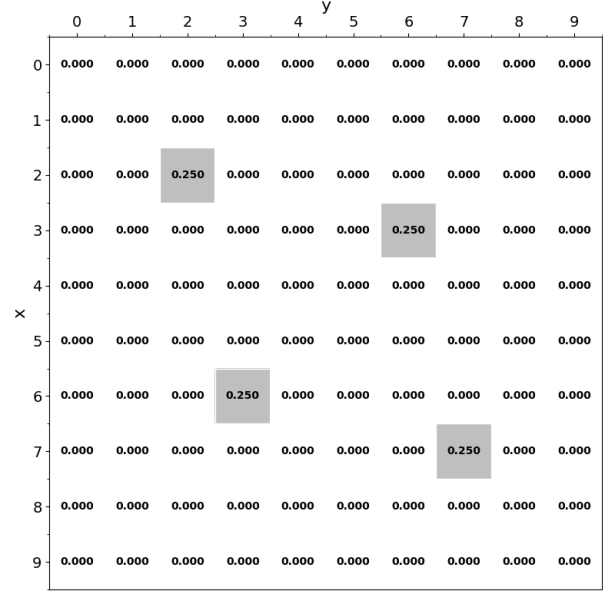 y
0 1 2 3 4 5 6 7 8 9
0 0.000 0.000 0.000 0.000 0.000 0.000 0.000 0.000 0.000 0.000
1 0.000 0.000 0.000 0.000 0.000 0.000 0.000 0.000 0.000 0.000
2 0.000 0.000 0.250 0.000 0.000 0.000 0.000 0.000 0.000 0.000
3 0.000 0.000 0.000 0.000 0.000 0.000 0.250 0.000 0.000 0.000
4 0.000 0.000 0.000 0.000 0.000 0.000 0.000 0.000 0.000 0.000
x
5 0.000 0.000 0.000 0.000 0.000 0.000 0.000 0.000 0.000 0.000
6 0.000 0.000 0.000 0.250 0.000 0.000 0.000 0.000 0.000 0.000
7 0.000 0.000 0.000 0.000 0.000 0.000 0.000 0.250 0.000 0.000
8 0.000 0.000 0.000 0.000 0.000 0.000 0.000 0.000 0.000 0.000
9 0.000 0.000 0.000 0.000 0.000 0.000 0.000 0.000 0.000 0.000